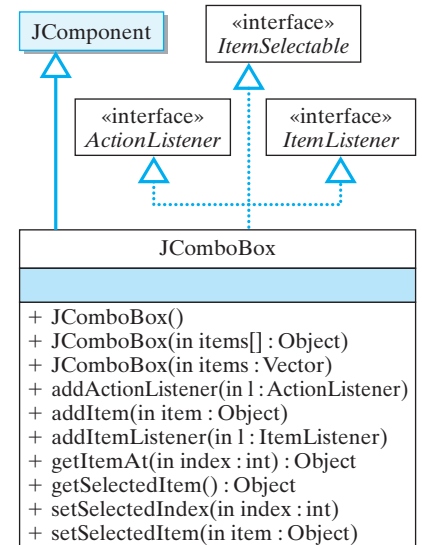 JComponent
«interface»
ItemSelectable
«interface»
ActionListener
«interface»
ItemListener
JComboBox
+ JComboBox()
+ JComboBox(in items[] : Object)
+ JComboBox(in items : Vector)
+ addActionListener(in l : ActionListener)
+ addItem(in item : Object)
+ addItemListener(in l : ItemListener)
+ getItemAt(in index : int) : Object
+ getSelectedItem() : Object
+ setSelectedIndex(in index : int)
+ setSelectedItem(in item : Object)